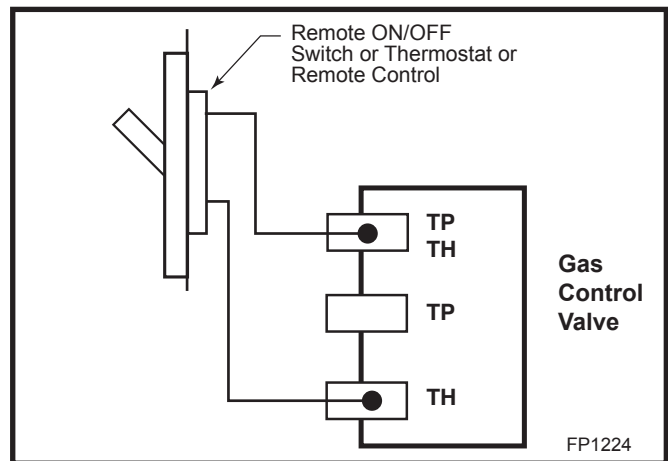 Remote ON/OFF
Switch or Thermostat or
Remote Control
TP
TH
TP
TH
Gas
Control
Valve
FP1224